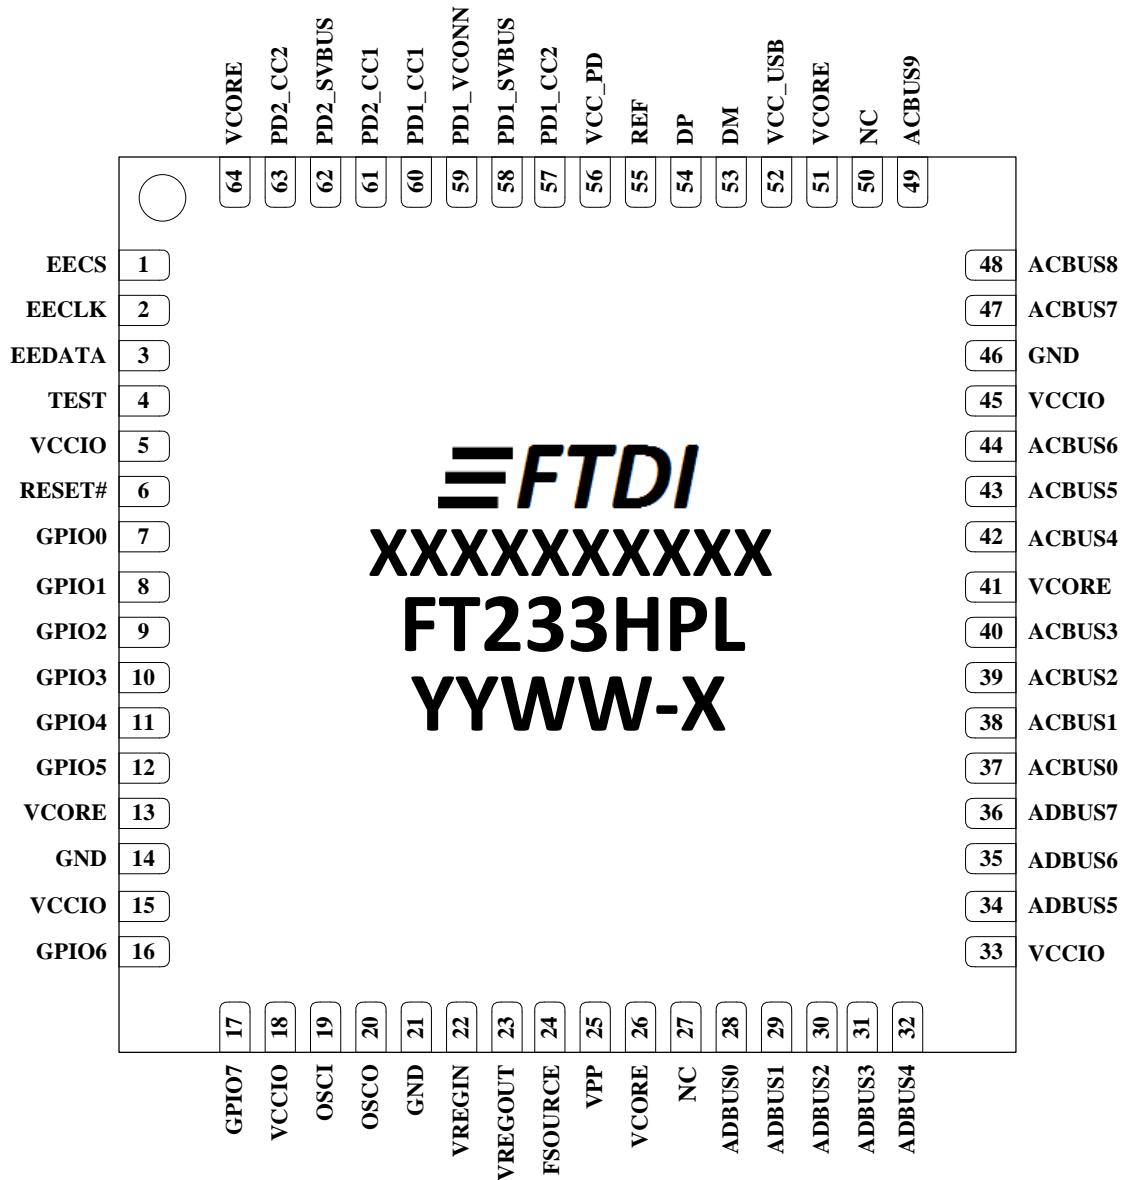 VCORE
PD2_CC2
PD2_SVBUS
PD2_CC1
PD1_CC1
PD1_VCONN
PD1_SVBUS
PD1_CC2
VCC_PD
REF
DP
DM
VCC_USB
VCORE
NC
ACBUS9
64 63 62 61 60 59 58 57 56 55 54 53 52 51 50 49
EECS 1
EECLK 2
EEDATA 3
TEST 4
VCCIO 5
RESET# 6
GPIO0 7
GPIO1 8
GPIO2 9
GPIO3 10
GPIO4 11
GPIO5 12
VCORE 13
GND 14
VCCIO 15
GPIO6 16
FTDI
XXXXXXXXXX
FT233HPL
YYWW-X
48 ACBUS8
47 ACBUS7
46 GND
45 VCCIO
44 ACBUS6
43 ACBUS5
42 ACBUS4
41 VCORE
40 ACBUS3
39 ACBUS2
38 ACBUS1
37 ACBUS0
36 ADBUS7
35 ADBUS6
34 ADBUS5
33 VCCIO
17 18 19 20 21 22 23 24 25 26 27 28 29 30 31 32
GPIO7
VCCIO
OSCI
OSCO
GND
VREGIN
VREGOUT
FSOURCE
VPP
VCORE
NC
ADBUS0
ADBUS1
ADBUS2
ADBUS3
ADBUS4